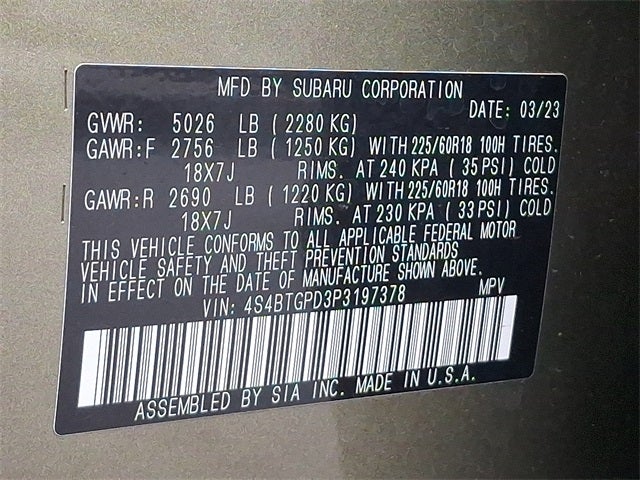 MFD BY SUBARU CORPORATION
DATE: 03/23
GVWR: 5026 LB (2280 KG)
GAWR:F 2756 LB (1250 KG) WITH 225/60R18 100H TIRES.
18X7J RIMS. AT 240 KPA (35 PSI) COLD
GAWR:R 2690 LB (1220 KG) WITH 225/60R18 100H TIRES.
18X7J RIMS. AT 230 KPA (33 PSI) COLD
THIS VEHICLE CONFORMS TO ALL APPLICABLE FEDERAL MOTOR
VEHICLE SAFETY AND THEFT PREVENTION STANDARDS
IN EFFECT ON THE DATE OF MANUFACTURE SHOWN ABOVE.
VIN: 4S4BTGPD3P3197378 MPV
ASSEMBLED BY SIA INC. MADE IN U.S.A.